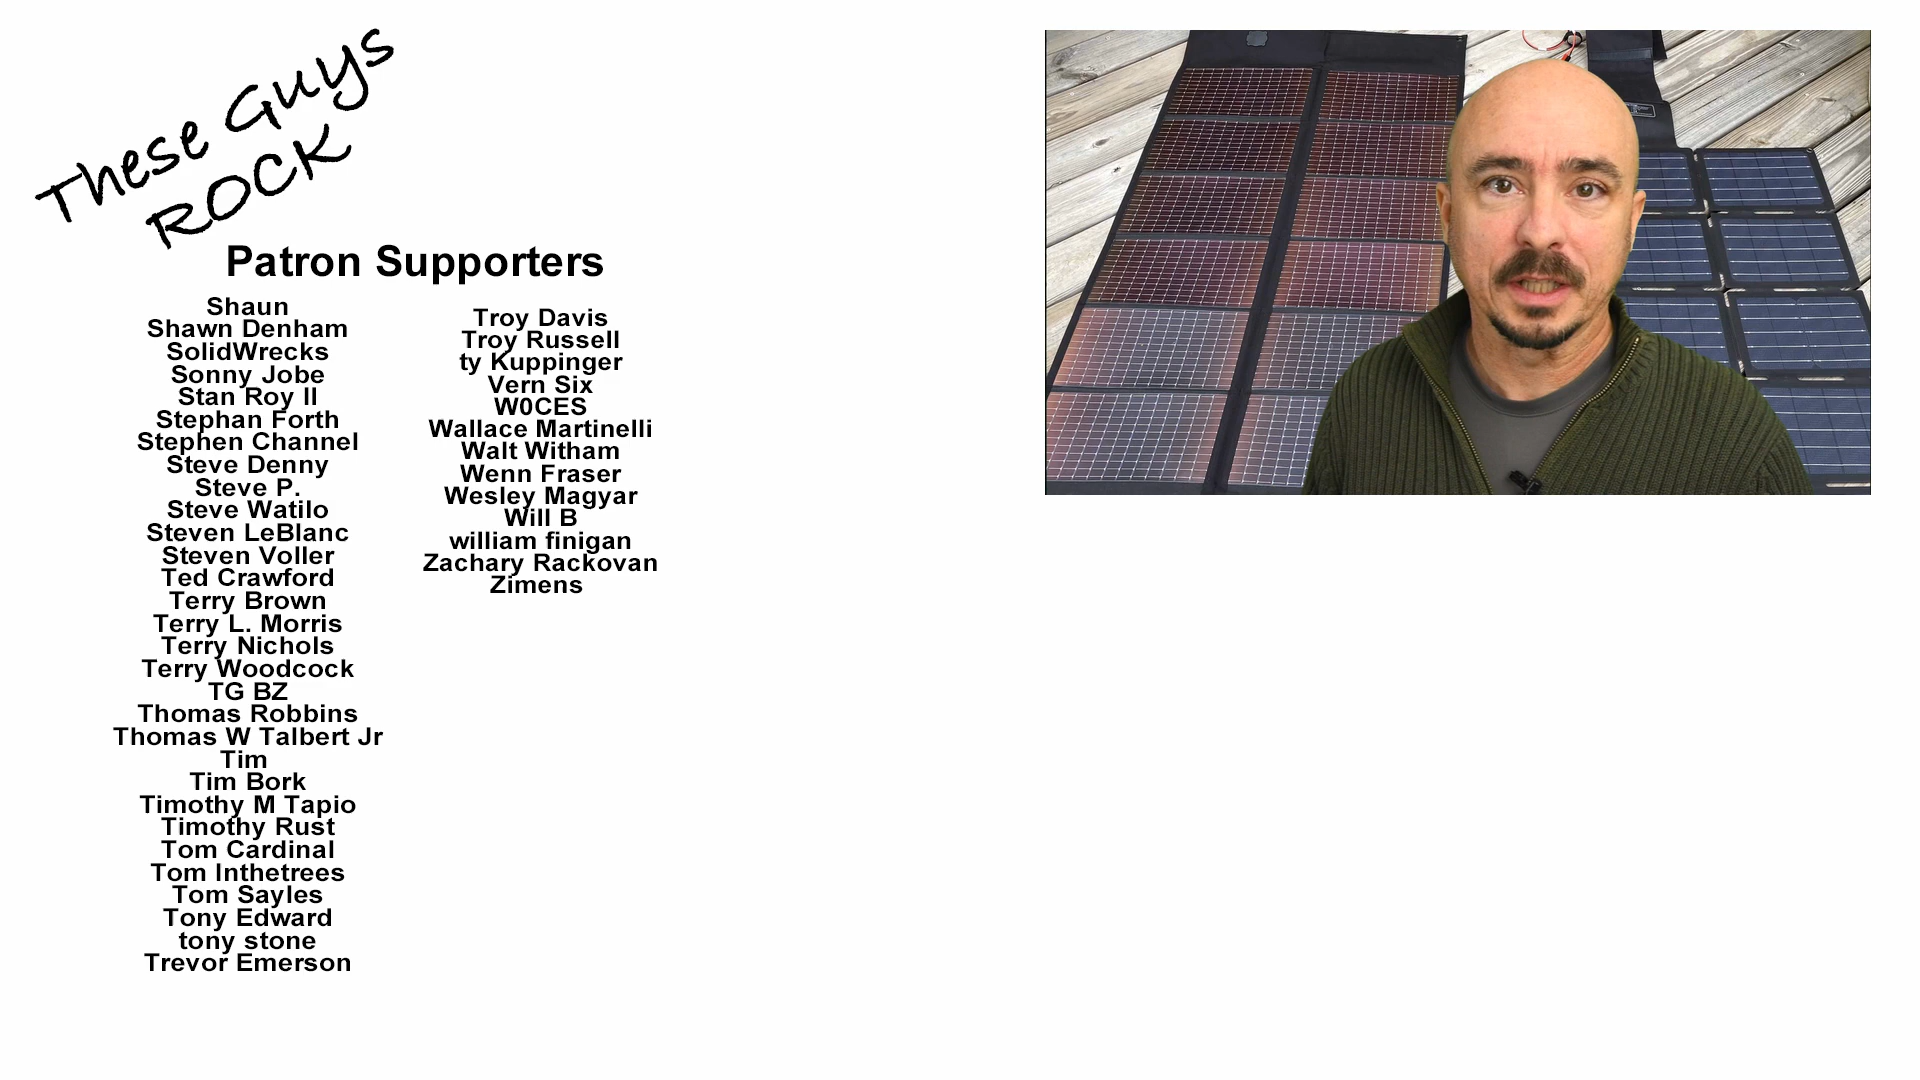 These Guys
ROCK
Patron Supporters
Shaun
Shawn Denham
SolidWrecks
Sonny Jobe
Stan Roy II
Stephan Forth
Stephen Channel
Steve Denny
Steve P.
Steve Watilo
Steven LeBlanc
Steven Voller
Ted Crawford
Terry Brown
Terry L. Morris
Terry Nichols
Terry Woodcock
TG BZ
Thomas Robbins
Thomas W Talbert Jr
Tim
Tim Bork
Timothy M Tapio
Timothy Rust
Tom Cardinal
Tom Inthetrees
Tom Sayles
Tony Edward
tony stone
Trevor Emerson
Troy Davis
Troy Russell
ty Kuppinger
Vern Six
W0CES
Wallace Martinelli
Walt Witham
Wenn Fraser
Wesley Magyar
Will B
william finigan
Zachary Rackovan
Zimens